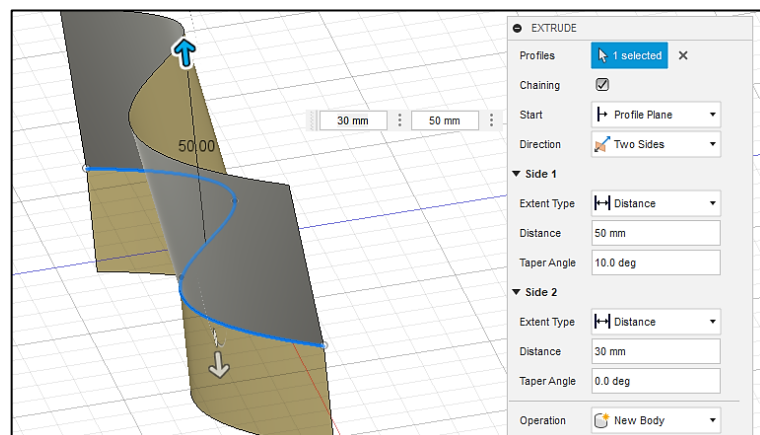 EXTRUDE
Profiles 1 selected
Chaining
Start Profile Plane
Direction Two Sides
Side 1
Extent Type Distance
Distance 50 mm
Taper Angle 10.0 deg
Side 2
Extent Type Distance
Distance 30 mm
Taper Angle 0.0 deg
Operation New Body
30 mm 50 mm
50.00